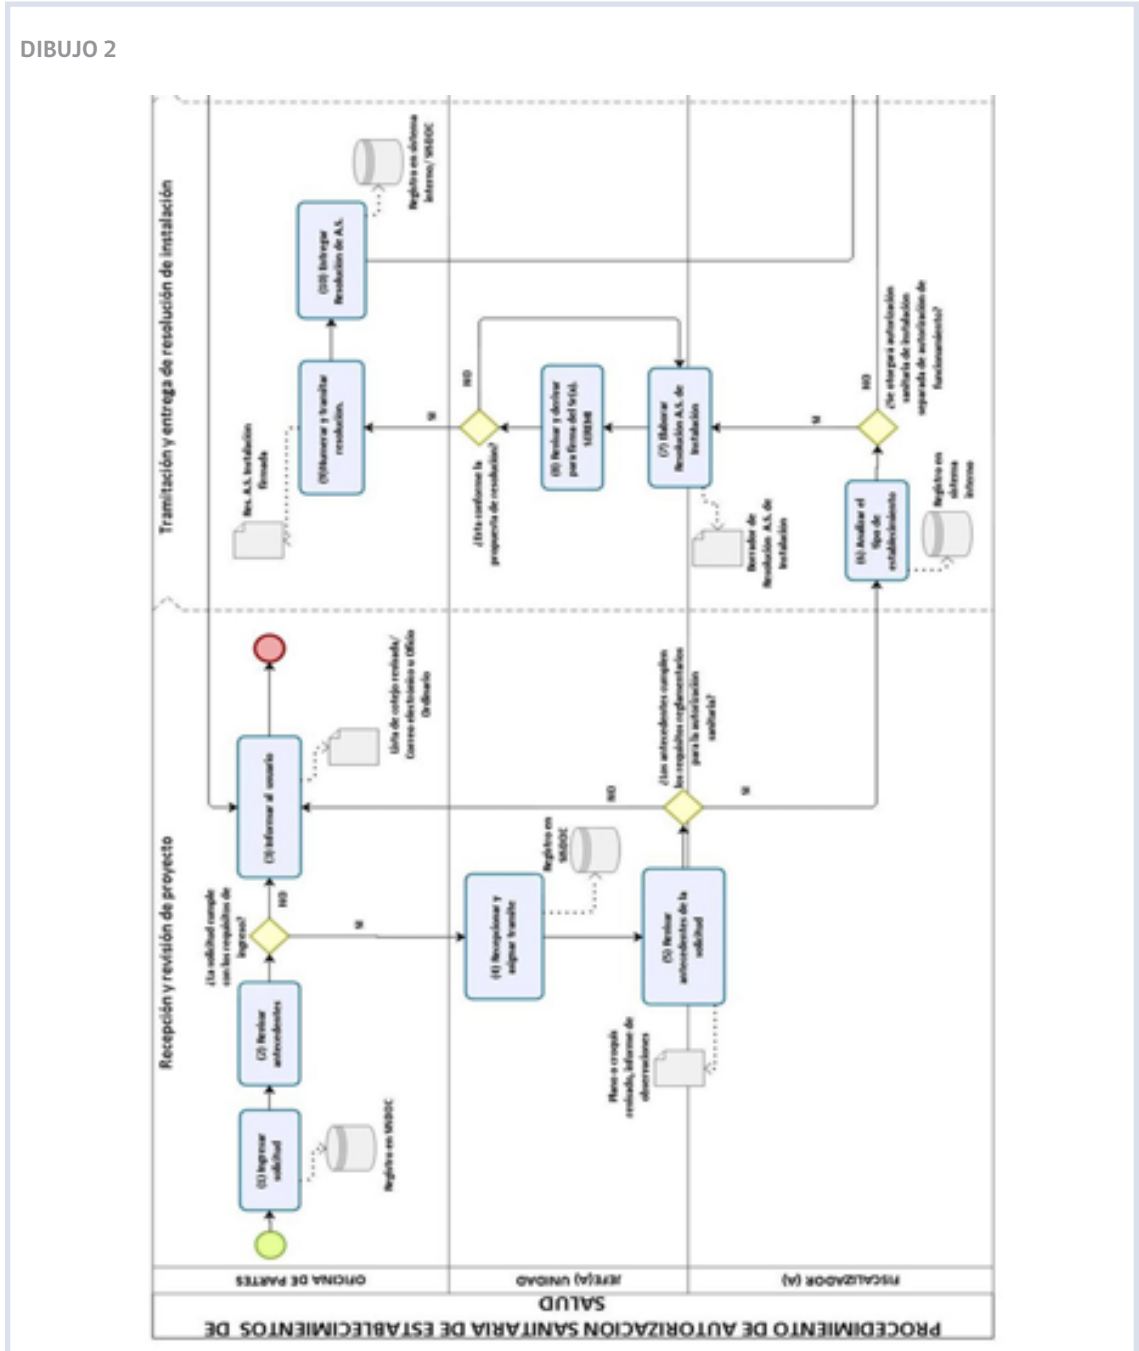 DIBUJO 2
PROCEDIMIENTO DE AUTORIZACION SANITARIA DE ESTABLECIMIENTOS DE
SALUD
OFICINA DE PARTES
JEFE(A) UNIDAD
FISCALIZADOR (A)
Recepción y revisión de proyecto
(1) Ingresar
solicitud
Registro en SISDOC
(2) Revisar
antecedentes
¿La solicitud cumple
con los requisitos de
ingreso?
NO
SI
(3) Informar al usuario
Lista de cotejo revisada/
Correo electrónico u Oficio
Ordinario
(4) Recepcionar y
asignar tramite
Registro en
SISDOC
(5) Revisar
antecedentes de la
solicitud
Plano o croquis
revisado, informe de
observaciones
¿Los antecedentes cumplen
los requisitos reglamentarios
para la autorización
sanitaria?
NO
SI
Tramitación y entrega de resolución de instalación
(6) Analizar el
tipo de
establecimiento
Registro en
sistema
interno
¿Se otorgará autorización
sanitaria de instalación
separada de autorización de
funcionamiento?
NO
SI
(7) Elaborar
Resolución A.S. de
Instalación
Borrador de
Resolución A.S. de
Instalación
(8) Revisar y derivar
para firma del Sr(a).
SEREMI
¿Esta conforme la
propuesta de resolución?
NO
SI
(9)Numerar y tramitar
resolucion.
Res. A.S. Instalacion
firmada
(10) Entregar
Resolucion de A.S.
Registro en sistema
interno/ SISDOC